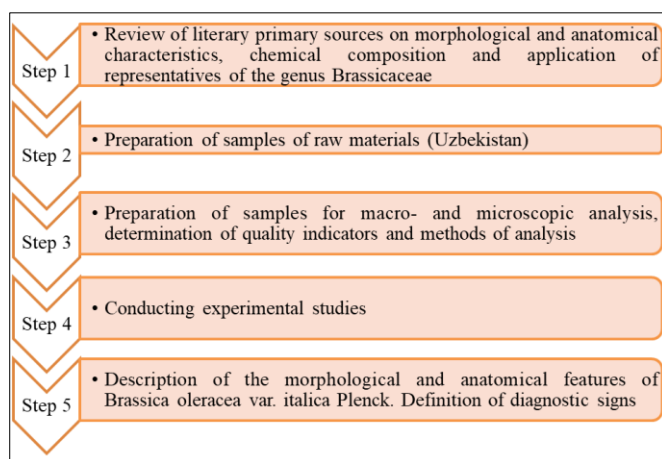 Step 1
• Review of literary primary sources on morphological and anatomical
characteristics, chemical composition and application of
representatives of the genus Brassicaceae
Step 2
• Preparation of samples of raw materials (Uzbekistan)
Step 3
• Preparation of samples for macro- and microscopic analysis,
determination of quality indicators and methods of analysis
Step 4
• Conducting experimental studies
Step 5
• Description of the morphological and anatomical features of
Brassica oleracea var. italica Plenck. Definition of diagnostic signs